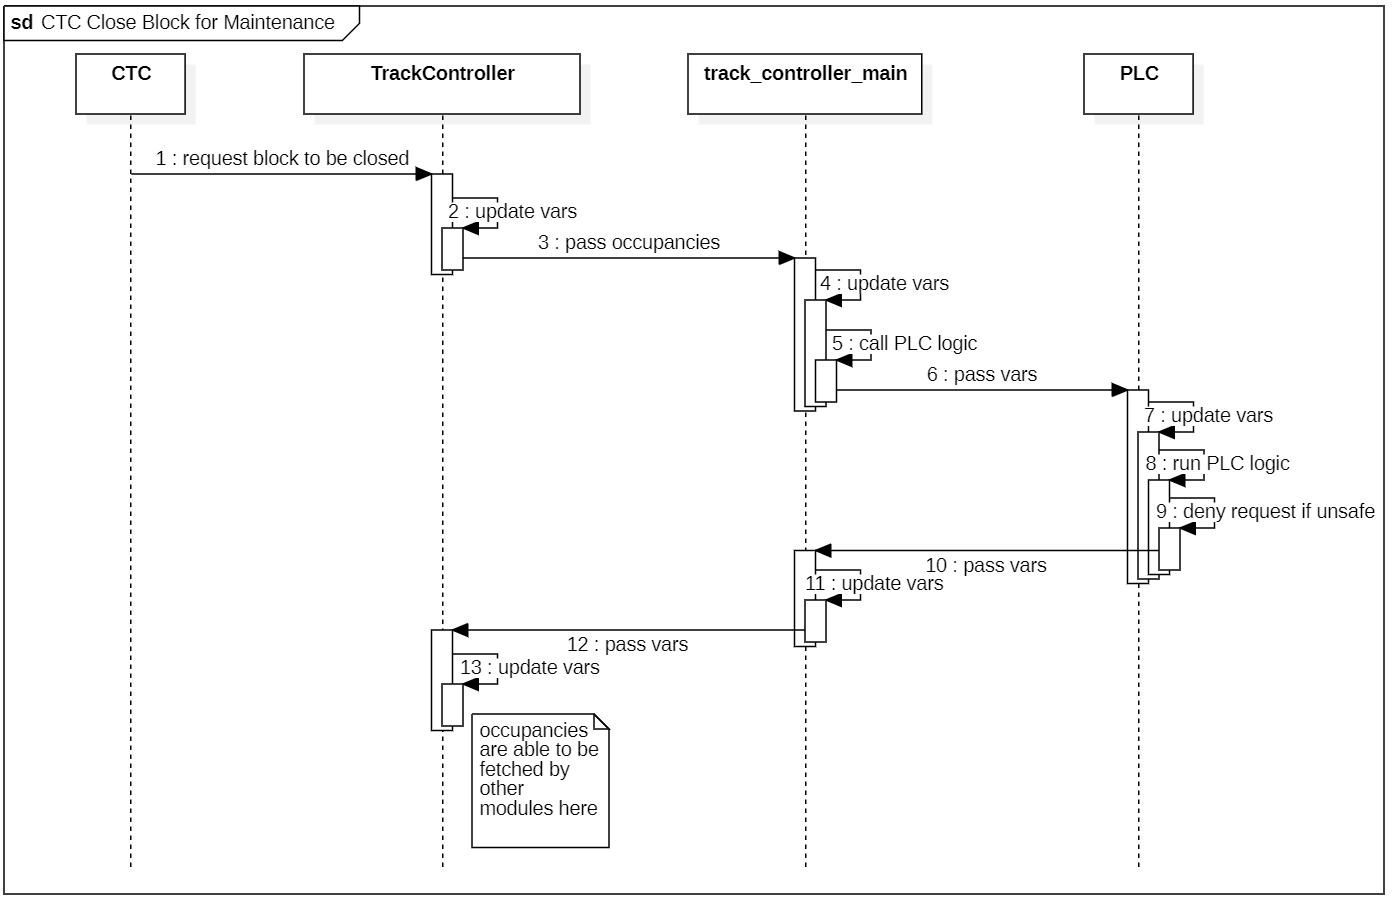 sd CTC Close Block for Maintenance
CTC
TrackController
track_controller_main
PLC
1 : request block to be closed
2 : update vars
3 : pass occupancies
4 : update vars
5 : call PLC logic
6 : pass vars
7 : update vars
8 : run PLC logic
9 : deny request if unsafe
10 : pass vars
11 : update vars
12 : pass vars
13 : update vars
occupancies
are able to be
fetched by
other
modules here